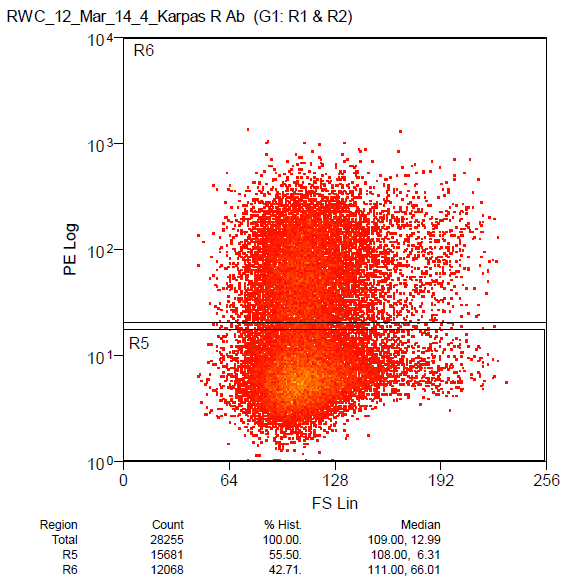 RWC_12_Mar_14_4_Karpas R Ab (G1: R1 & R2)
10⁴
R6
10³
PE Log
10²
R5
10¹
10⁰
0 64 128 192 256
FS Lin
Region Count % Hist. Median
Total 28255 100.00. 109.00, 12.99
R5 15681 55.50. 108.00, 6.31
R6 12068 42.71. 111.00, 66.01